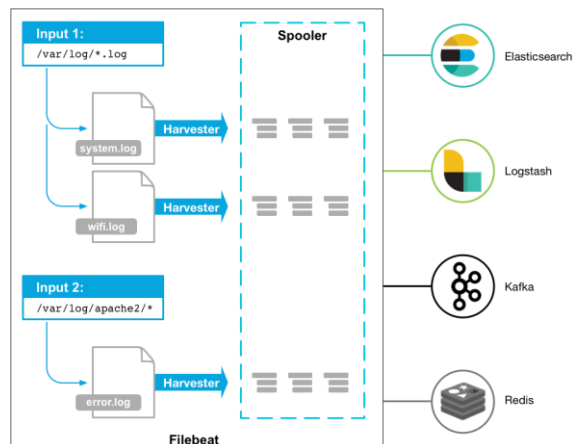 Input 1:
/var/log/*.log
Spooler
system.log
Harvester
wifi.log
Harvester
Input 2:
/var/log/apache2/*
error.log
Harvester
Filebeat
Elasticsearch
Logstash
Kafka
Redis